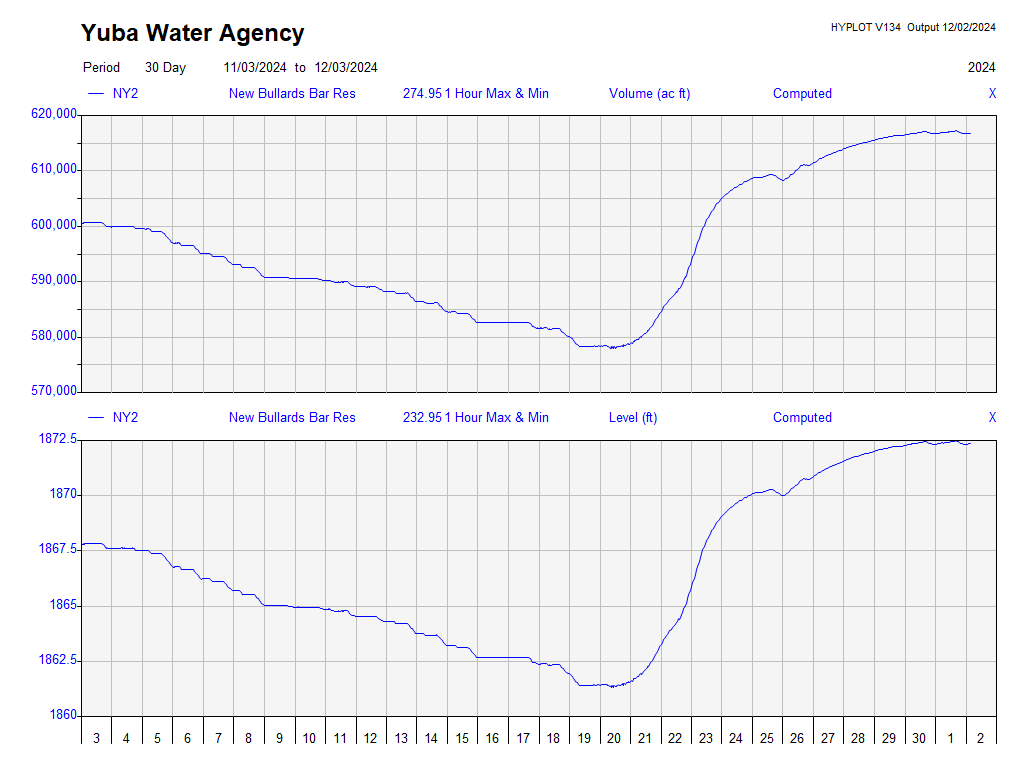 Yuba Water Agency
HYPLOT V134 Output 12/02/2024
Period 30 Day 11/03/2024 to 12/03/2024 2024
NY2 New Bullards Bar Res 274.95 1 Hour Max & Min Volume (ac ft) Computed X
620,000
610,000
600,000
590,000
580,000
570,000
NY2 New Bullards Bar Res 232.95 1 Hour Max & Min Level (ft) Computed X
1872.5
1870
1867.5
1865
1862.5
1860
3 4 5 6 7 8 9 10 11 12 13 14 15 16 17 18 19 20 21 22 23 24 25 26 27 28 29 30 1 2